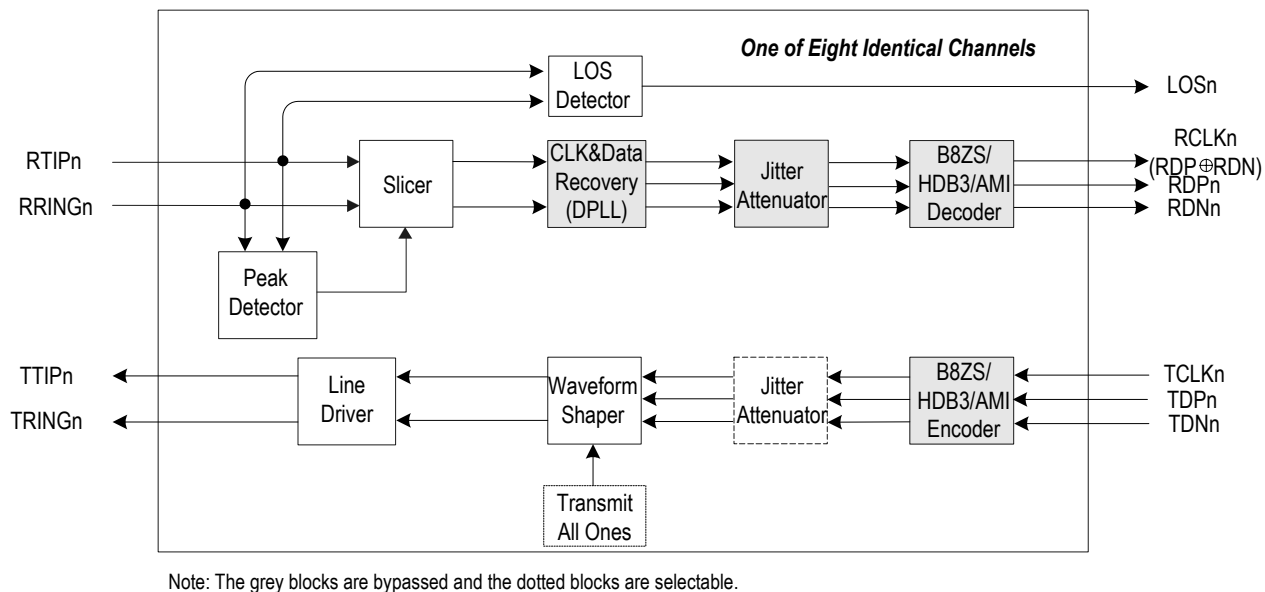 One of Eight Identical Channels
LOS
Detector
LOSn
RTIPn
RRINGn
Slicer
CLK&Data
Recovery
(DPLL)
Jitter
Attenuator
B8ZS/
HDB3/AMI
Decoder
RCLKn
(RDP⊕RDN)
RDPn
RDNn
Peak
Detector
TTIPn
TRINGn
Line
Driver
Waveform
Shaper
Jitter
Attenuator
B8ZS/
HDB3/AMI
Encoder
TCLKn
TDPn
TDNn
Transmit
All Ones
Note: The grey blocks are bypassed and the dotted blocks are selectable.